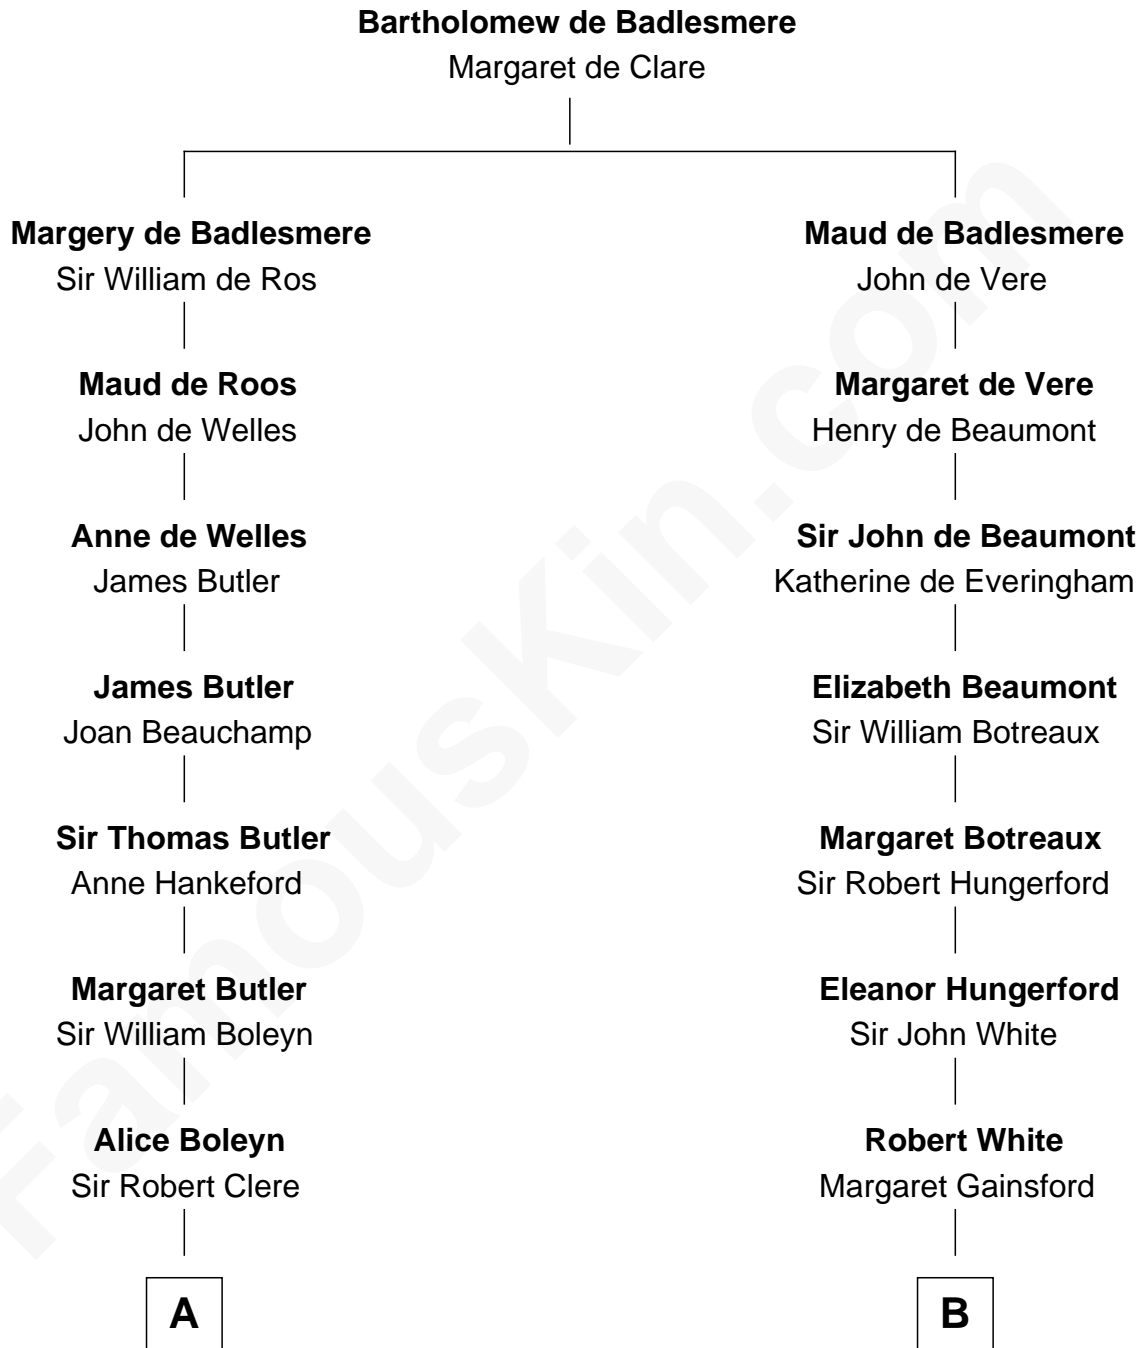 Bartholomew de Badlesmere
Margaret de Clare
Margery de Badlesmere
Sir William de Ros
Maud de Badlesmere
John de Vere
Maud de Roos
John de Welles
Margaret de Vere
Henry de Beaumont
Anne de Welles
James Butler
Sir John de Beaumont
Katherine de Everingham
James Butler
Joan Beauchamp
Elizabeth Beaumont
Sir William Botreaux
Sir Thomas Butler
Anne Hankeford
Margaret Botreaux
Sir Robert Hungerford
Margaret Butler
Sir William Boleyn
Eleanor Hungerford
Sir John White
Alice Boleyn
Sir Robert Clere
Robert White
Margaret Gainsford
A
B
FamousKin.com